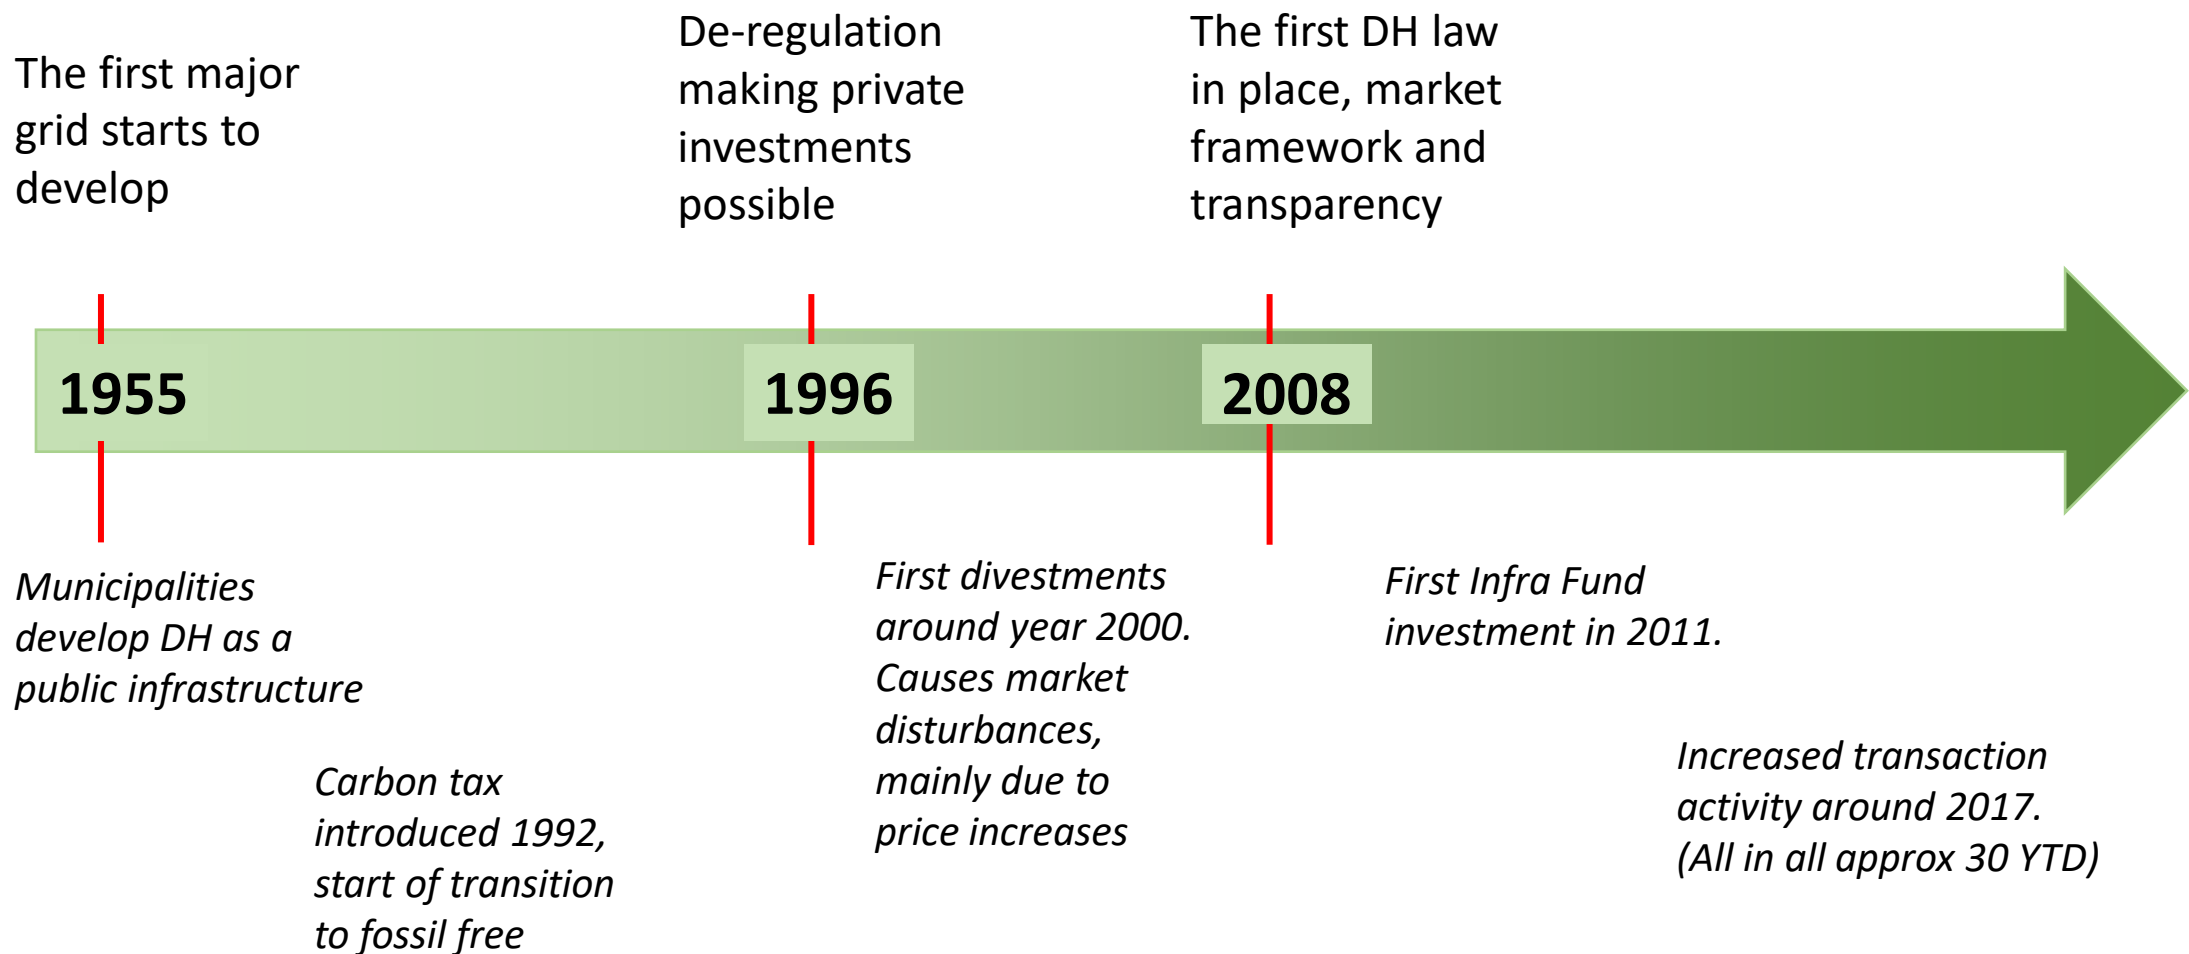 The first major
grid starts to
develop
De-regulation
making private
investments
possible
The first DH law
in place, market
framework and
transparency
1955
1996
2008
Municipalities
develop DH as a
public infrastructure
Carbon tax
introduced 1992,
start of transition
to fossil free
First divestments
around year 2000.
Causes market
disturbances,
mainly due to
price increases
First Infra Fund
investment in 2011.
Increased transaction
activity around 2017.
(All in all approx 30 YTD)